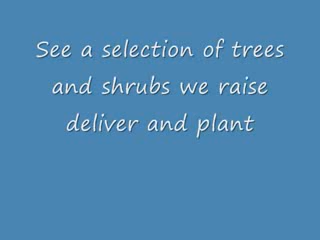 See a selection of trees
and shrubs we raise
deliver and plant